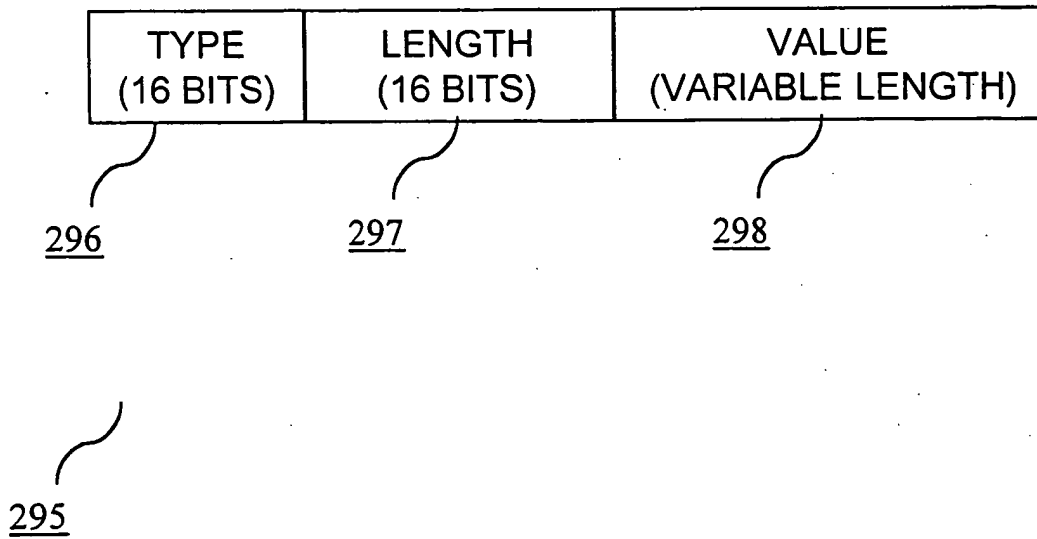 TYPE
(16 BITS)
LENGTH
(16 BITS)
VALUE
(VARIABLE LENGTH)
296
297
298
295